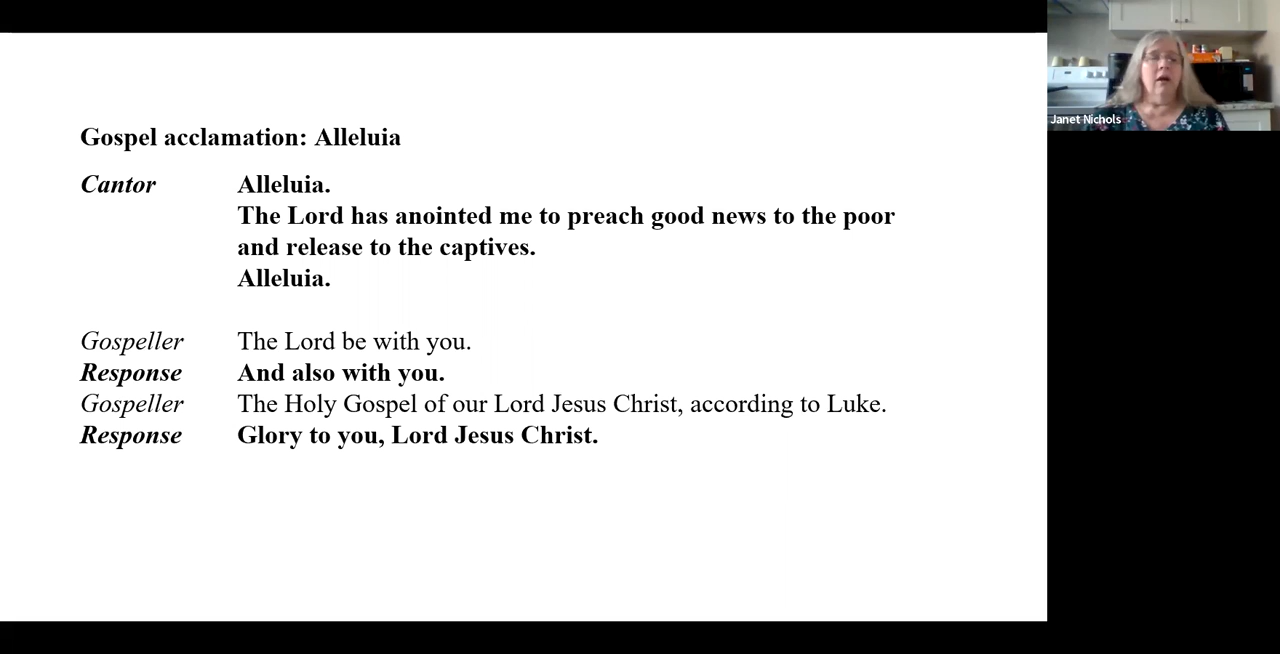 Gospel acclamation: Alleluia
Cantor Alleluia.
The Lord has anointed me to preach good news to the poor
and release to the captives.
Alleluia.
Gospeller The Lord be with you.
Response And also with you.
Gospeller The Holy Gospel of our Lord Jesus Christ, according to Luke.
Response Glory to you, Lord Jesus Christ.
Janet Nichols